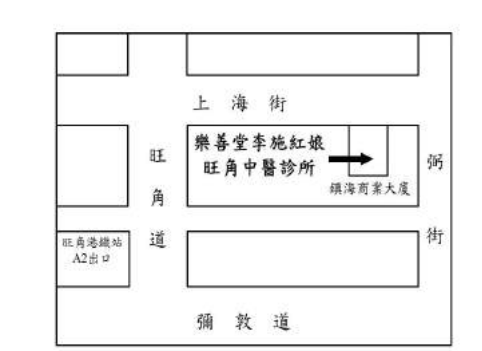 上海街
樂善堂李施紅娘
旺角中醫診所
鎮海商業大廈
旺角道
弼街
旺角港鐵站
A2出口
彌敦道